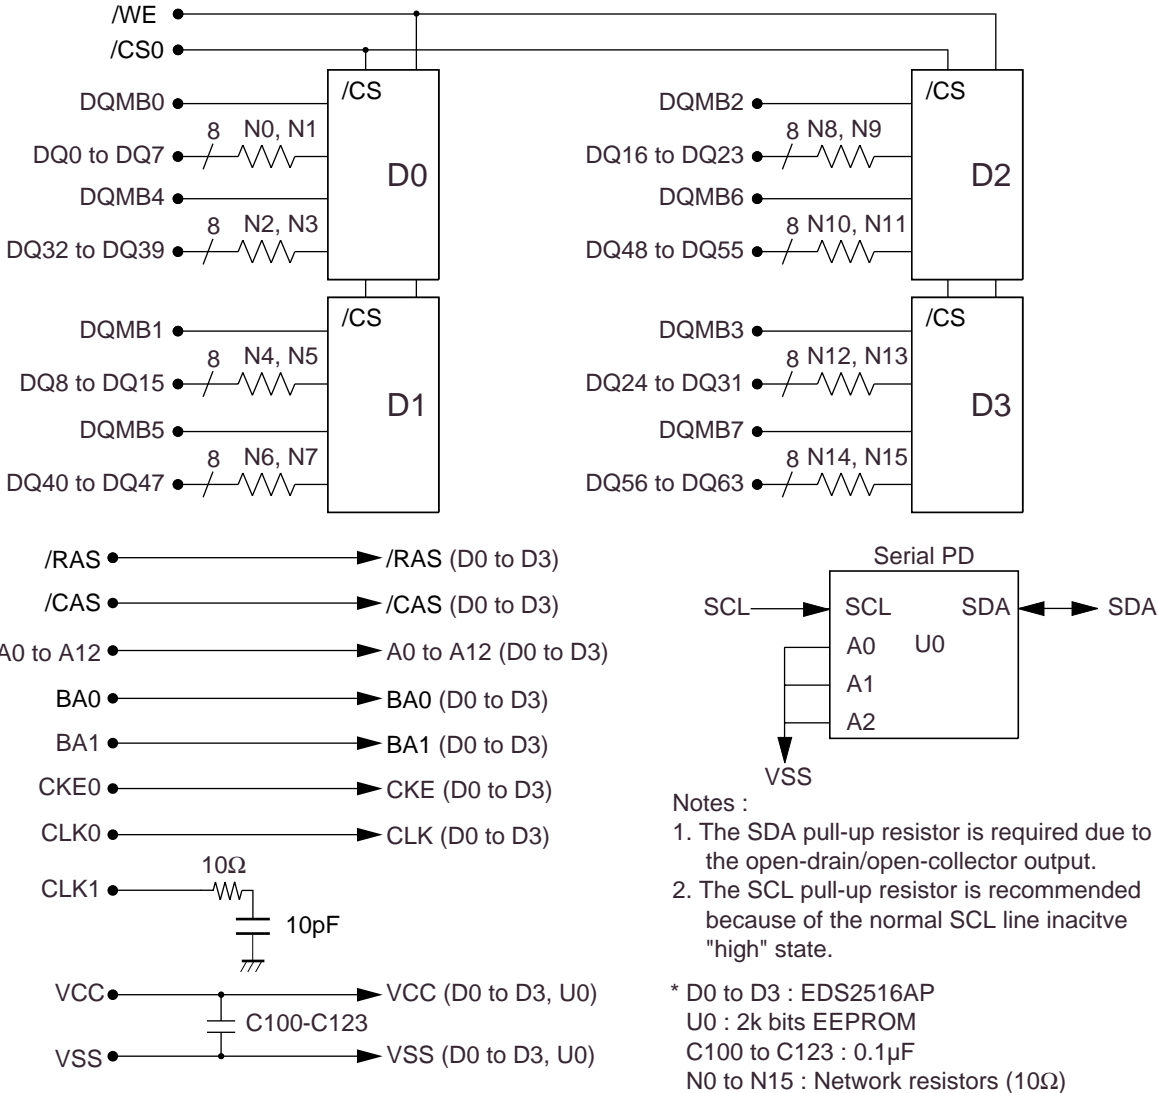 /WE
/CS0
/CS
DQMB0
8 N0, N1
DQ0 to DQ7
D0
DQMB4
8 N2, N3
DQ32 to DQ39
/CS
DQMB1
8 N4, N5
DQ8 to DQ15
D1
DQMB5
8 N6, N7
DQ40 to DQ47
/CS
DQMB2
8 N8, N9
DQ16 to DQ23
D2
DQMB6
8 N10, N11
DQ48 to DQ55
/CS
DQMB3
8 N12, N13
DQ24 to DQ31
D3
DQMB7
8 N14, N15
DQ56 to DQ63
/RAS /RAS (D0 to D3)
/CAS /CAS (D0 to D3)
A0 to A12 A0 to A12 (D0 to D3)
BA0 BA0 (D0 to D3)
BA1 BA1 (D0 to D3)
CKE0 CKE (D0 to D3)
CLK0 CLK (D0 to D3)
10Ω
CLK1
10pF
VCC VCC (D0 to D3, U0)
C100-C123
VSS VSS (D0 to D3, U0)
Serial PD
SCL SCL SDA SDA
A0 U0
A1
A2
VSS
Notes :
1. The SDA pull-up resistor is required due to
the open-drain/open-collector output.
2. The SCL pull-up resistor is recommended
because of the normal SCL line inacitve
"high" state.
* D0 to D3 : EDS2516AP
U0 : 2k bits EEPROM
C100 to C123 : 0.1µF
N0 to N15 : Network resistors (10Ω)